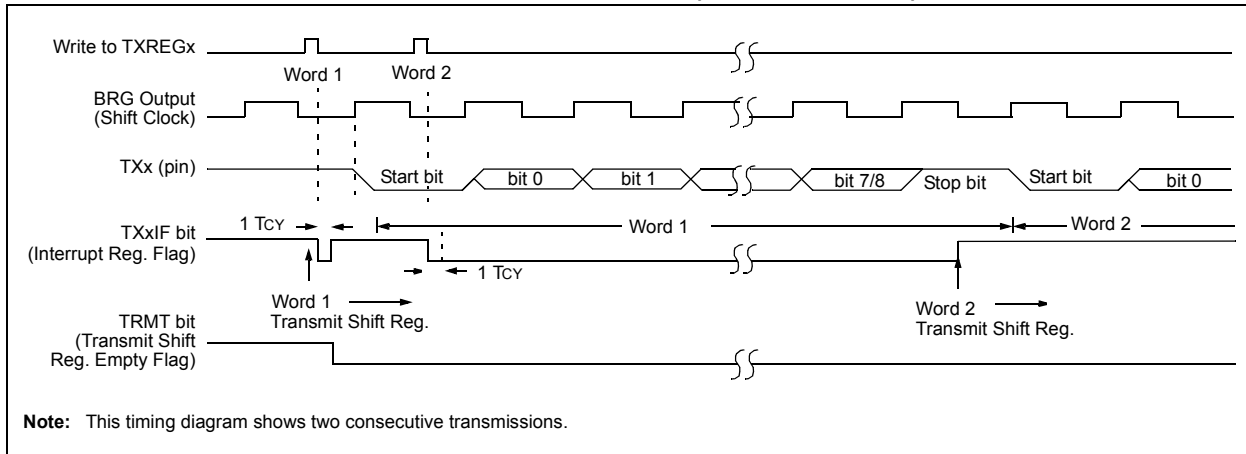 Write to TXREGx
Word 1
Word 2
BRG Output
(Shift Clock)
TXx (pin)
Start bit
bit 0
bit 1
bit 7/8
Stop bit
Start bit
bit 0
1 TCY
Word 1
Word 2
TXxIF bit
(Interrupt Reg. Flag)
1 TCY
Word 1
Transmit Shift Reg.
Word 2
Transmit Shift Reg.
TRMT bit
(Transmit Shift
Reg. Empty Flag)
Note: This timing diagram shows two consecutive transmissions.